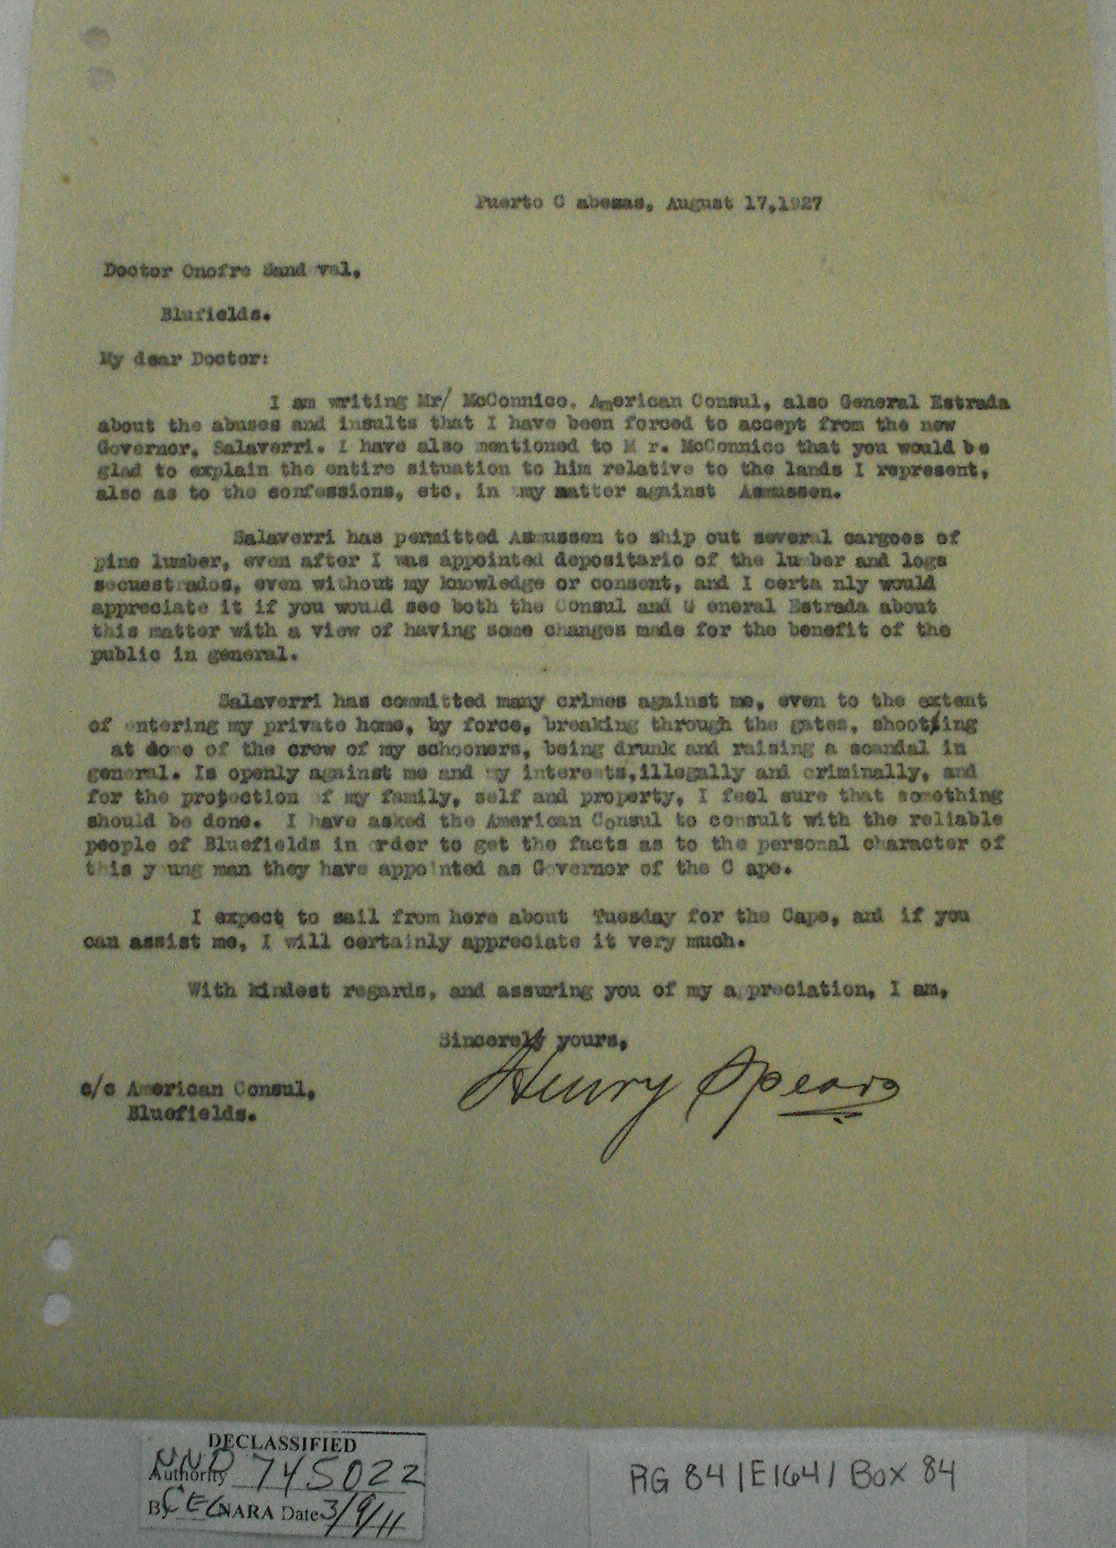 Puerto C abezas, August 17,1927
Doctor Onofre Sand val,
Blufields.
My dear Doctor:
I am writing Mr/ McConnico, American Consul, also General Estrada
about the abuses and insults that I have been forced to accept from the new
Governor, Salaverri. I have also mentioned to M r. McConnico that you would be
glad to explain the entire situation to him relative to the lands I represent,
also as to the confessions, etc, in my matter against Asmussen.
Salaverri has permitted Asmussen to ship out several cargoes of
pine lumber, even after I was appointed depositario of the lumber and logs
secuestrados, even without my knowledge or consent, and I certa nly would
appreciate it if you would see both the Consul and G eneral Estrada about
this matter with a view of having some changes made for the benefit of the
public in general.
Salaverri has committed many crimes against me, even to the extent
of entering my private home, by force, breaking through the gates, shooting
at some of the crew of my schooners, being drunk and raising a scandal in
general. Is openly against me and my interests,illegally and criminally, and
for the protection of my family, self and property, I feel sure that something
should be done. I have asked the American Consul to consult with the reliable
people of Bluefields in order to get the facts as to the personal character of
this y ung man they have appointed as Governor of the C ape.
I expect to sail from here about Tuesday for the Cape, and if you
can assist me, I will certainly appreciate it very much.
With kindest regards, and assuring you of my appreciation, I am,
Sincerely yours,
Henry Spears
c/c American Consul,
Bluefields.
DECLASSIFIED
Authority NND 745022
By CEC NARA Date 3/9/11
RG 84 | E164 | Box 84